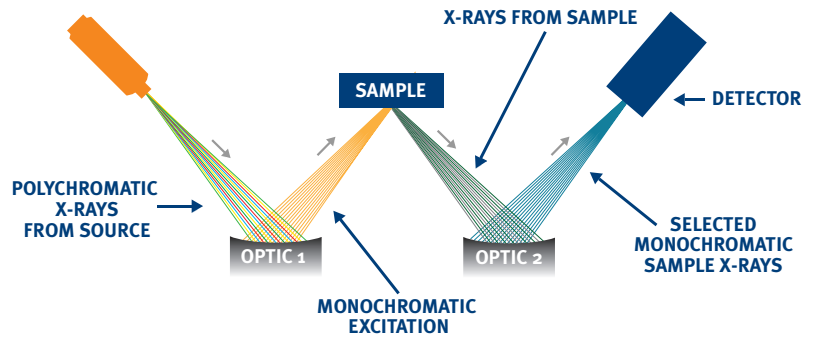 X-RAYS FROM SAMPLE
SAMPLE
DETECTOR
POLYCHROMATIC
X-RAYS
FROM SOURCE
OPTIC 1
OPTIC 2
SELECTED
MONOCHROMATIC
SAMPLE X-RAYS
MONOCHROMATIC
EXCITATION